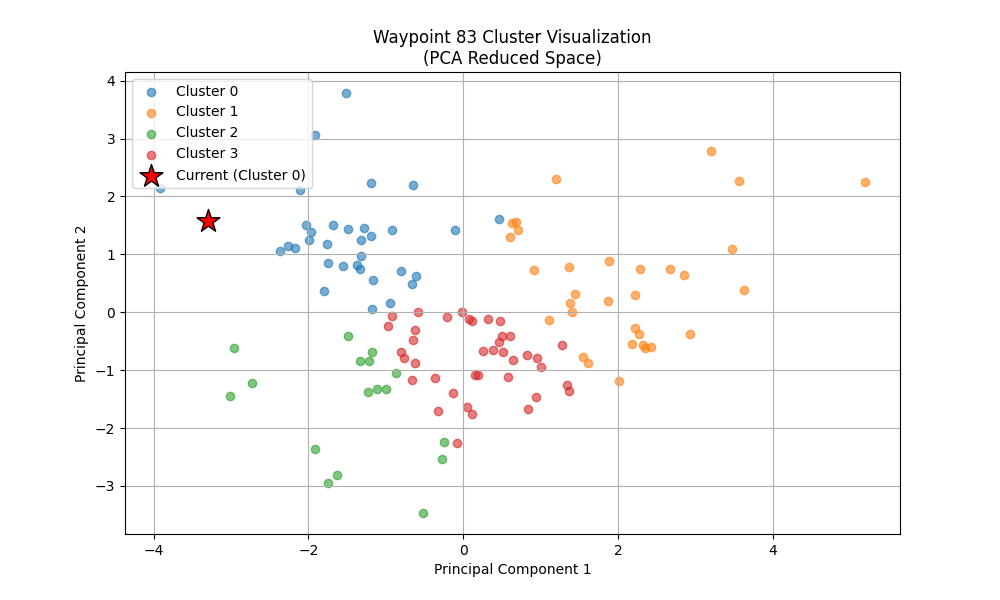 Waypoint 83 Cluster Visualization
(PCA Reduced Space)
Cluster 0
Cluster 1
Cluster 2
Cluster 3
Current (Cluster 0)
Principal Component 2
4
3
2
1
0
−1
−2
−3
−4
−2
0
2
4
Principal Component 1